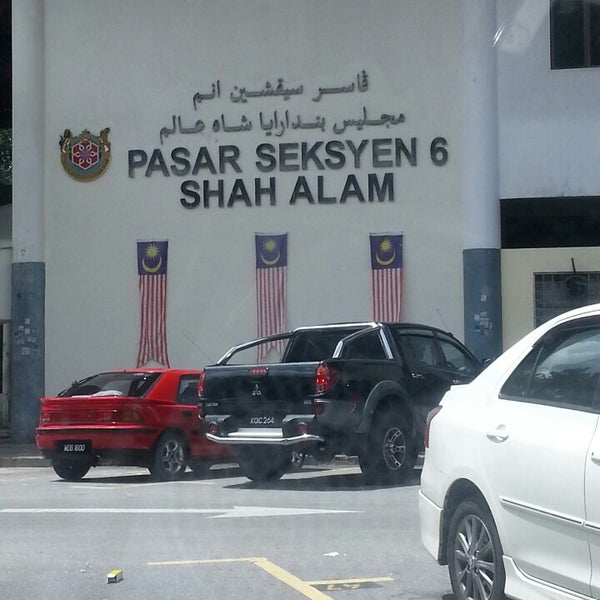 ڤاسر سيقشين انم
مجليس بندارايا شاه عالم
PASAR SEKSYEN 6
SHAH ALAM